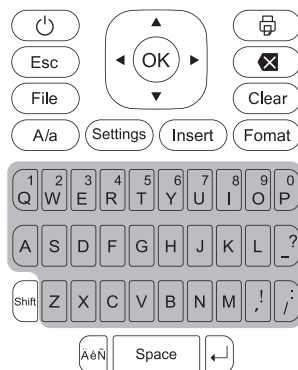 Esc
OK
File
Clear
A/a
Settings
Insert
Fomat
1 2 3 4 5 6 7 8 9 0
Q W E R T Y U I O P
A S D F G H J K L _ ?
Shift Z X C V B N M , ! / :
ÄêÑ Space